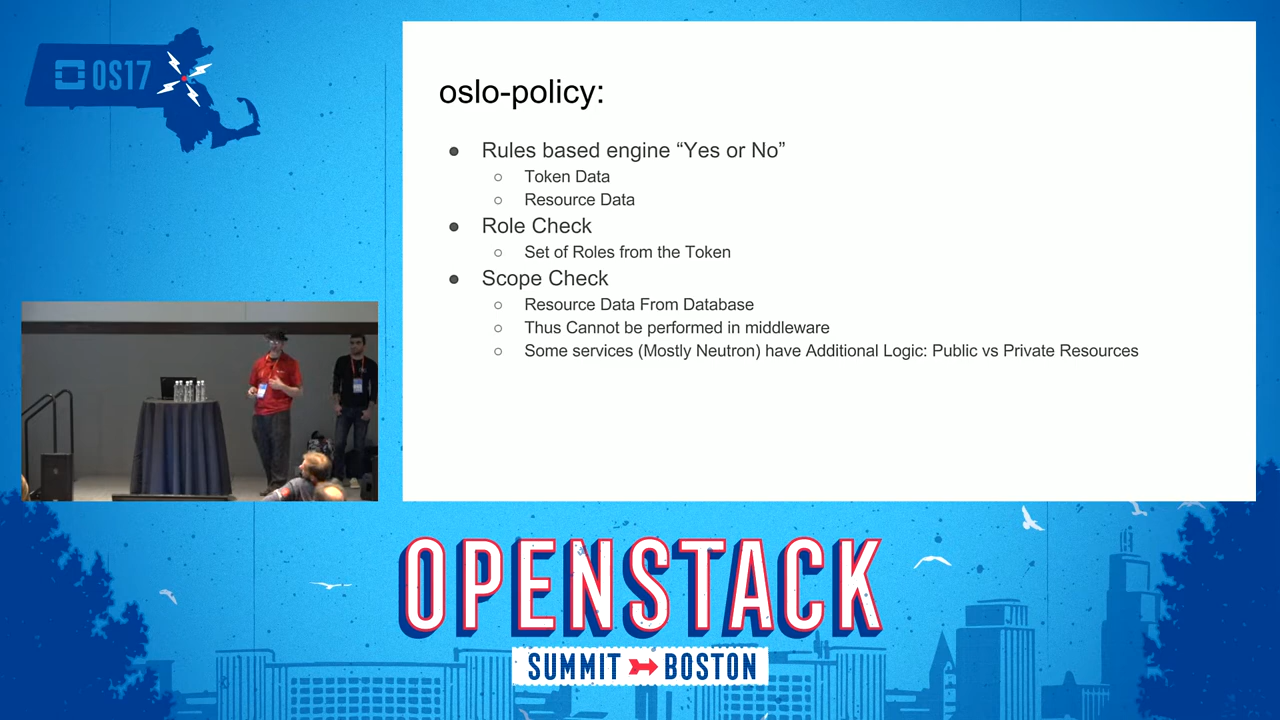 OS17
oslo-policy:
● Rules based engine “Yes or No”
○ Token Data
○ Resource Data
● Role Check
○ Set of Roles from the Token
● Scope Check
○ Resource Data From Database
○ Thus Cannot be performed in middleware
○ Some services (Mostly Neutron) have Additional Logic: Public vs Private Resources
OPENSTACK
SUMMIT BOSTON